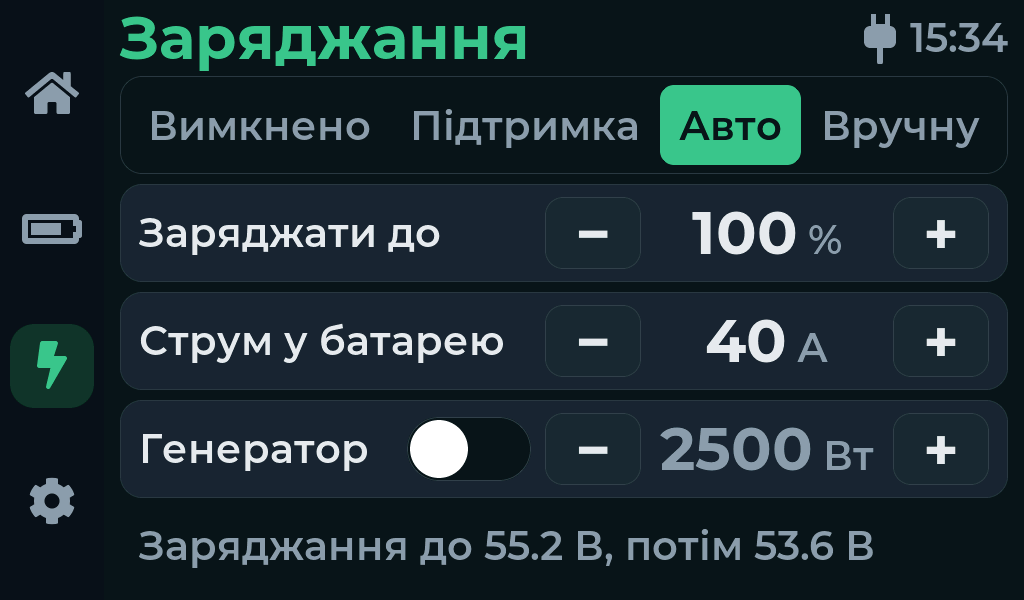 Заряджання
15:34
Вимкнено Підтримка Авто Вручну
Заряджати до − 100 % +
Струм у батарею − 40 А +
Генератор − 2500 Вт +
Заряджання до 55.2 В, потім 53.6 В